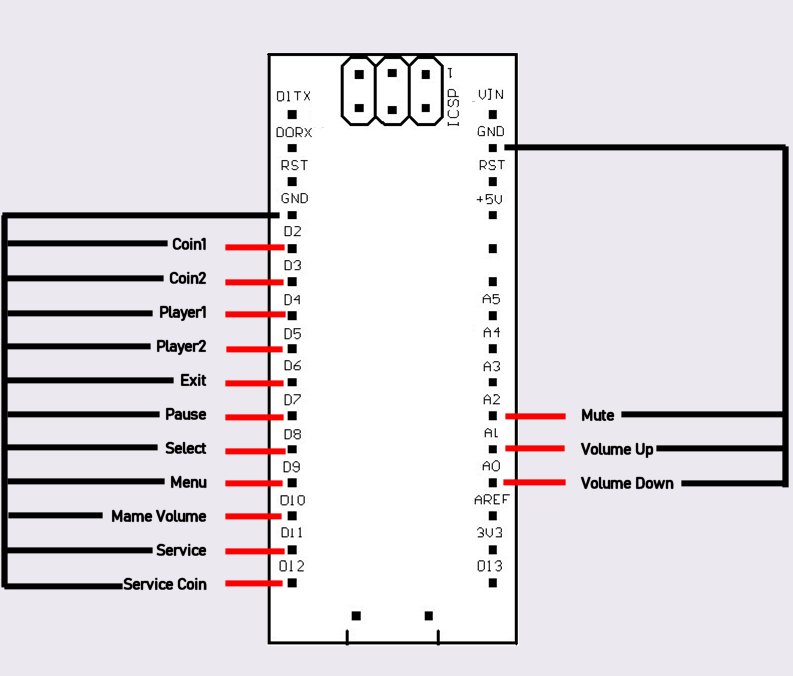 1
ICSP
D1TX
D0RX
RST
GND
D2
D3
D4
D5
D6
D7
D8
D9
D10
D11
D12
VIN
GND
RST
+5V
A5
A4
A3
A2
A1
A0
AREF
3V3
D13
Coin1
Coin2
Player1
Player2
Exit
Pause
Select
Menu
Mame Volume
Service
Service Coin
Mute
Volume Up
Volume Down